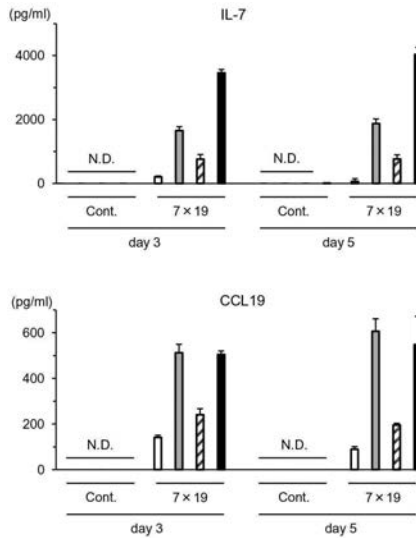 (pg/ml) IL-7
4000
2000
N.D. N.D.
0
Cont. 7 × 19 Cont. 7 × 19
day 3 day 5
(pg/ml) CCL19
600
400
200
N.D. N.D.
0
Cont. 7 × 19 Cont. 7 × 19
day 3 day 5